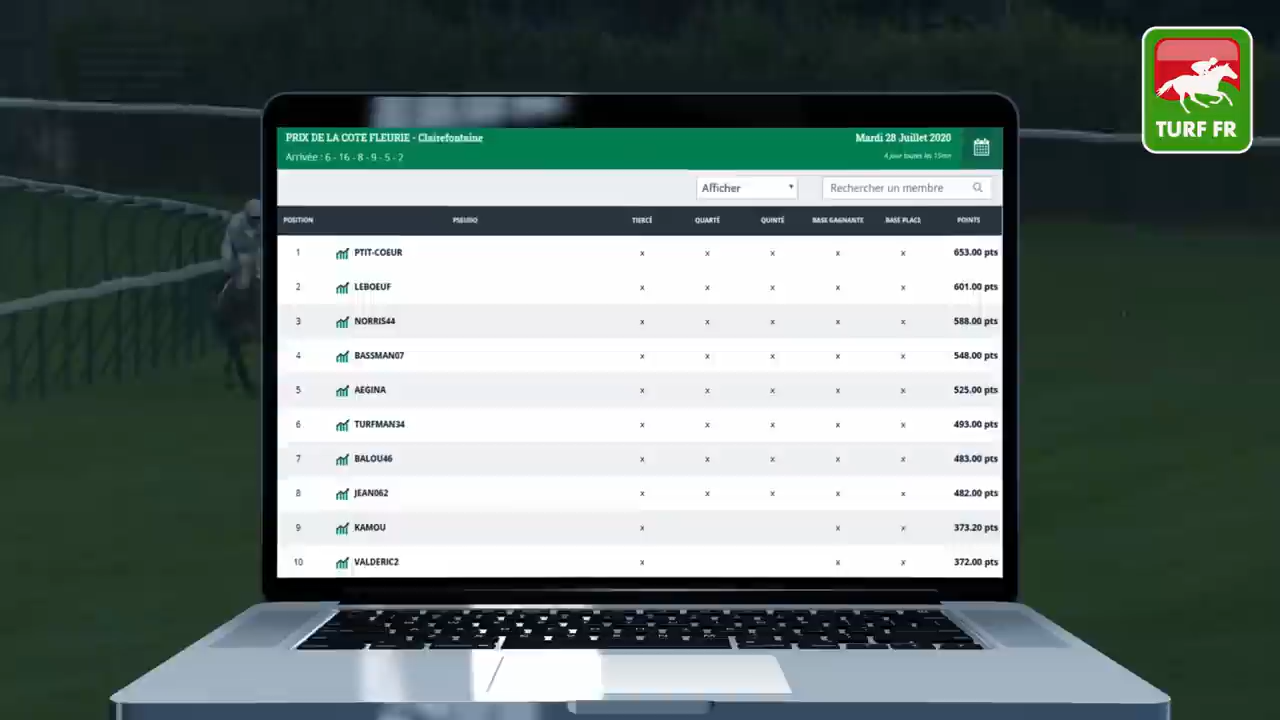 TURF FR
PRIX DE LA COTE FLEURIE - Clairefontaine
Mardi 28 Juillet 2020
Arrivée : 6 - 16 - 8 - 9 - 5 - 2
A jour toutes les 15mn
Afficher
Rechercher un membre
POSITION PSEUDO TIERCÉ QUARTÉ QUINTÉ BASE GAGNANTE BASE PLACE POINTS
1 PTIT-COEUR x x x x x 653.00 pts
2 LEBOEUF x x x x x 601.00 pts
3 NORRIS44 x x x x x 588.00 pts
4 BASSMAN07 x x x x x 548.00 pts
5 AEGINA x x x x x 525.00 pts
6 TURFMAN34 x x x x x 493.00 pts
7 BALOU46 x x x x x 483.00 pts
8 JEAN062 x x x x x 482.00 pts
9 KAMOU x x x 373.20 pts
10 VALDERIC2 x x x 372.00 pts